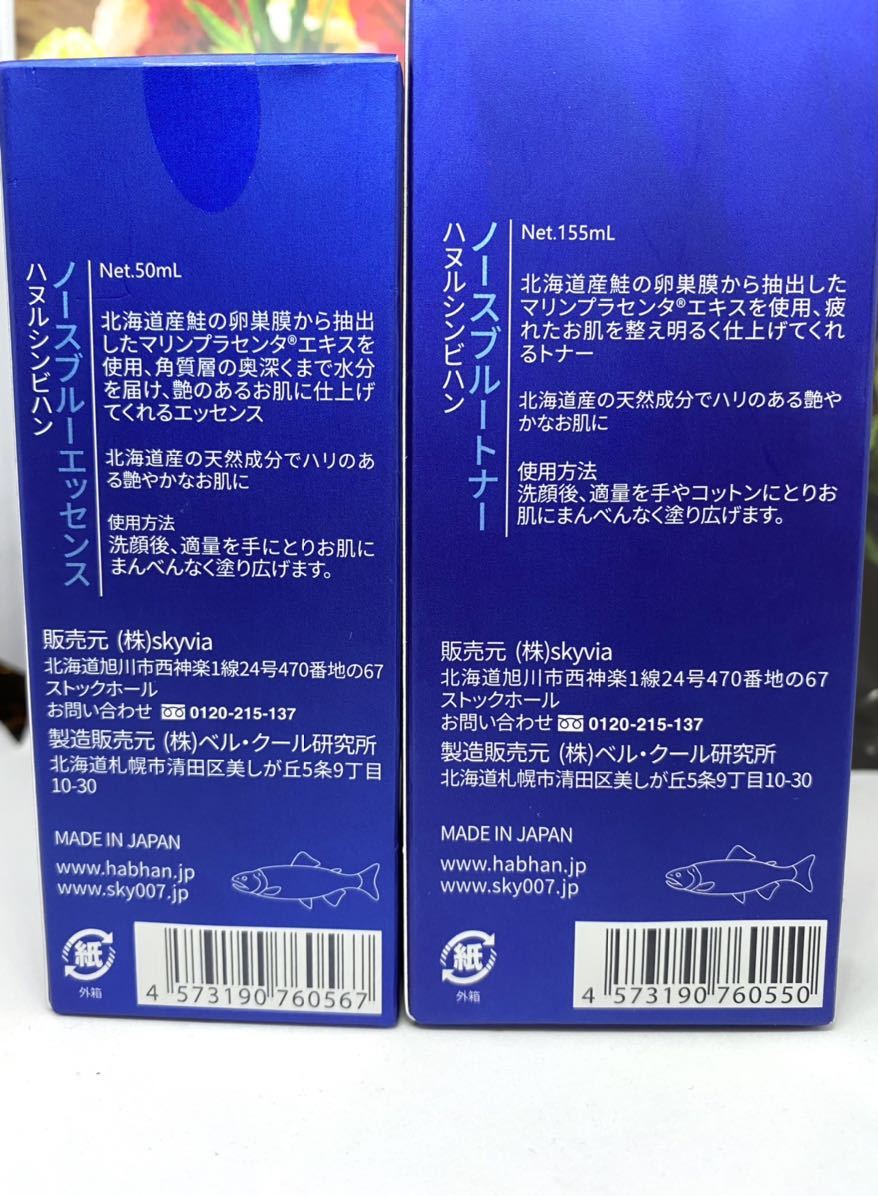 ハヌルシンビハン
ノースブルーエッセンス
Net.50mL
北海道産鮭の卵巣膜から抽出
したマリンプラセンタ®エキスを
使用、角質層の奥深くまで水分
を届け、艶のあるお肌に仕上げ
てくれるエッセンス
北海道産の天然成分でハリのあ
る艶やかなお肌に
使用方法
洗顔後、適量を手にとりお肌に
まんべんなく塗り広げます。
販売元 (株)skyvia
北海道旭川市西神楽1線24号470番地の67
ストックホール
お問い合わせ 0120-215-137
製造販売元 (株)ベル・クール研究所
北海道札幌市清田区美しが丘5条9丁目
10-30
MADE IN JAPAN
www.habhan.jp
www.sky007.jp
紙
外箱
4 573190 760567
ハヌルシンビハン
ノースブルートナー
Net.155mL
北海道産鮭の卵巣膜から抽出した
マリンプラセンタ®エキスを使用、疲
れたお肌を整え明るく仕上げてくれ
るトナー
北海道産の天然成分でハリのある艶や
かなお肌に
使用方法
洗顔後、適量を手やコットンにとりお
肌にまんべんなく塗り広げます。
販売元 (株)skyvia
北海道旭川市西神楽1線24号470番地の67
ストックホール
お問い合わせ 0120-215-137
製造販売元 (株)ベル・クール研究所
北海道札幌市清田区美しが丘5条9丁目10-30
MADE IN JAPAN
www.habhan.jp
www.sky007.jp
紙
外箱
4 573190 760550